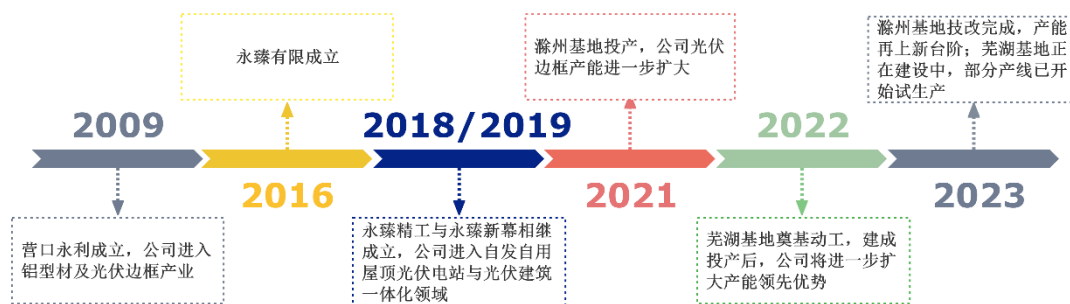 2009
营口永利成立，公司进入
铝型材及光伏边框产业
永臻有限成立
2016
2018/2019
永臻精工与永臻新幕相继
成立，公司进入自发自用
屋顶光伏电站与光伏建筑
一体化领域
滁州基地投产，公司光伏
边框产能进一步扩大
2021
2022
芜湖基地奠基动工，建成
投产后，公司将进一步扩
大产能领先优势
滁州基地技改完成，产能
再上新台阶；芜湖基地正
在建设中，部分产线已开
始试生产
2023